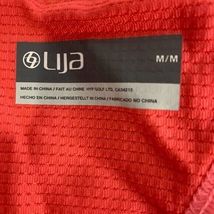 Lija M/M
MADE IN CHINA / FAIT AU CHINE HYP GOLF LTD. CA34215
HECHO EN CHINA / HERGESTELLT IN CHINA / FABRICADO NO CHINA